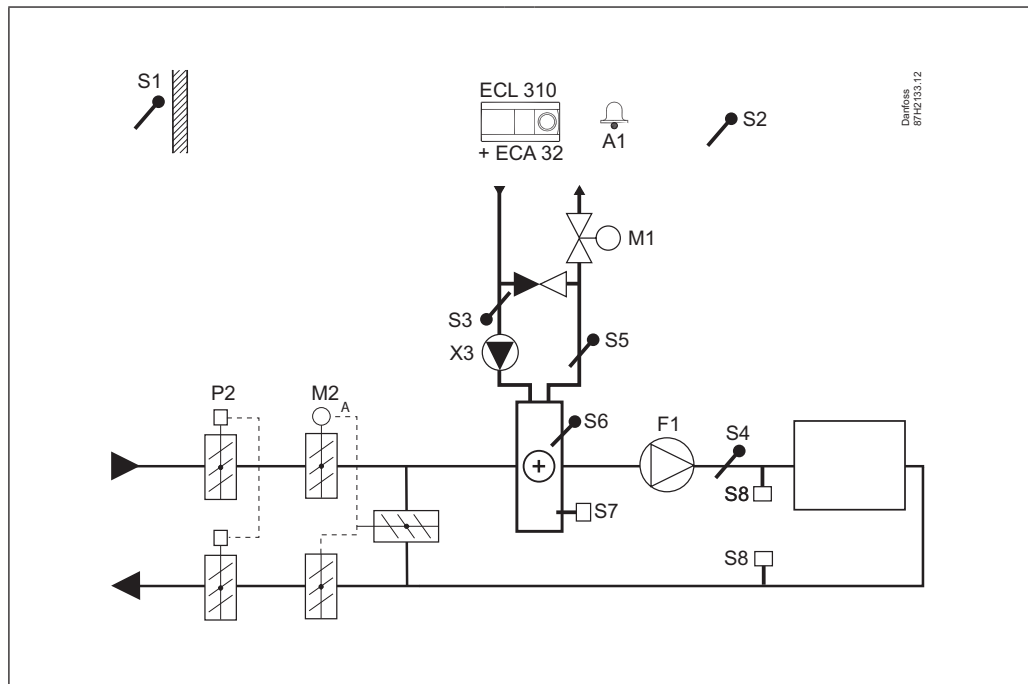 S1
ECL 310
+ ECA 32
A1
S2
Danfoss
87H2133.12
M1
S3
S5
X3
P2
M2
A
S6
F1
S4
S8
S7
S8